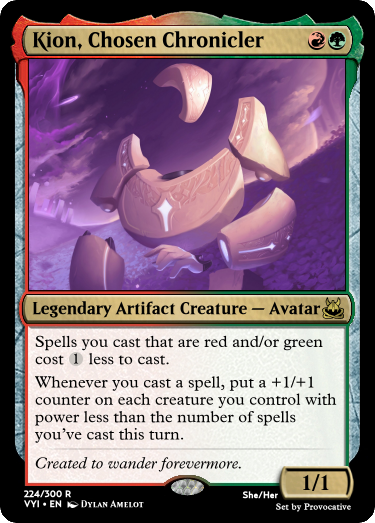 Kion, Chosen Chronicler
Legendary Artifact Creature — Avatar
Spells you cast that are red and/or green
cost 1 less to cast.
Whenever you cast a spell, put a +1/+1
counter on each creature you control with
power less than the number of spells
you've cast this turn.
Created to wander forevermore.
1/1
224/300 R
She/Her
VYI • EN Dylan Amelot
Set by Provocative